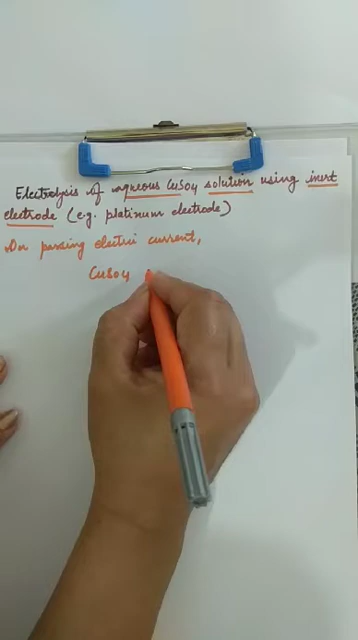 Electrolysis of aqueous CuSO4 solution using inert
electrode (e.g. platinum electrode)
On passing electric current,
CuSO4